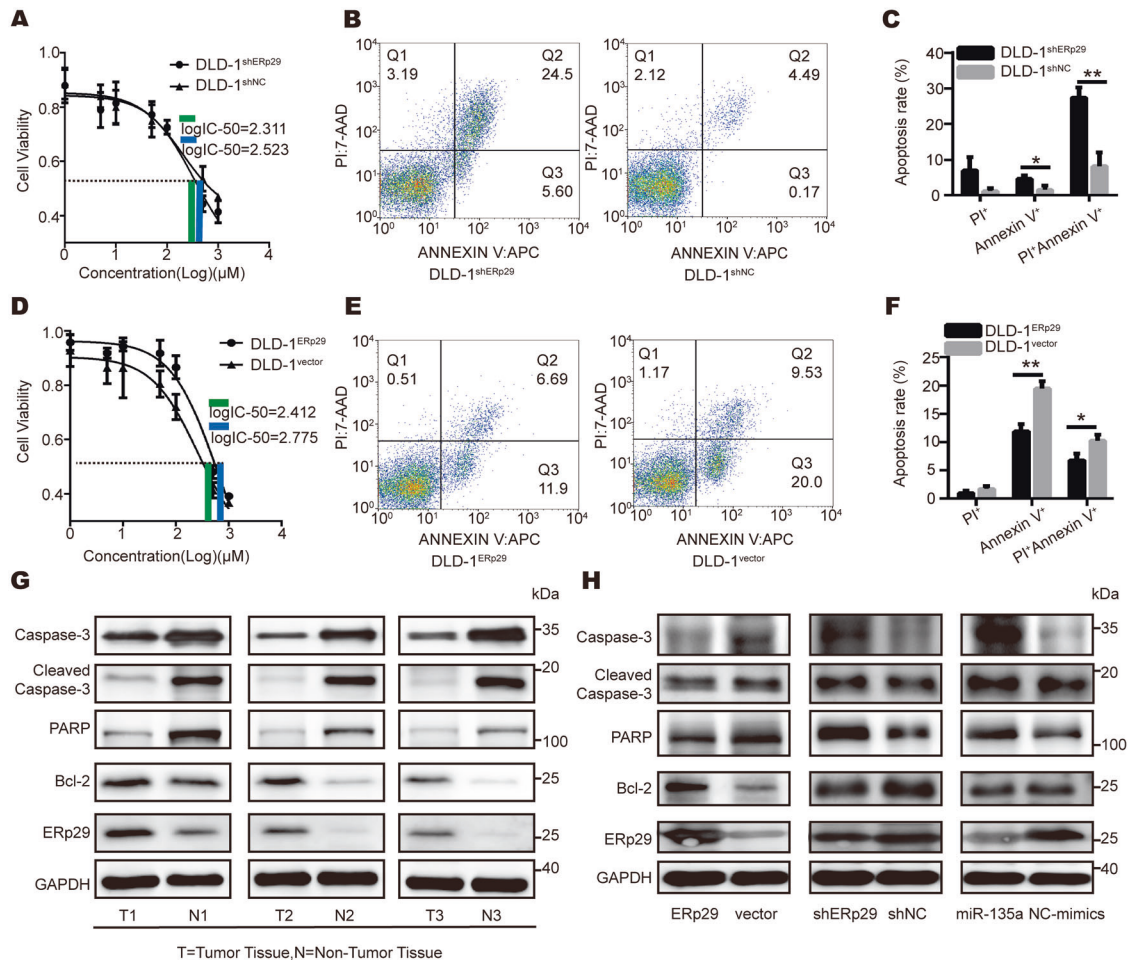 A
1.0
0.8
0.6
0.4
Cell Viability
0 1 2 3 4
Concentration(Log)(µM)
DLD-1shERp29
DLD-1shNC
logIC-50=2.311
logIC-50=2.523
B
PI:7-AAD
10⁴
10³
10²
10¹
10⁰
Q1
3.19
Q2
24.5
Q3
5.60
10⁰ 10¹ 10² 10³ 10⁴
ANNEXIN V:APC
DLD-1shERp29
PI:7-AAD
10⁴
10³
10²
10¹
10⁰
Q1
2.12
Q2
4.49
Q3
0.17
10⁰ 10¹ 10² 10³ 10⁴
ANNEXIN V:APC
DLD-1shNC
C
DLD-1shERp29
DLD-1shNC
Apoptosis rate (%)
40
30
20
10
0
*
**
PI⁺
Annexin V⁺
PI⁺Annexin V⁺
D
1.0
0.8
0.6
0.4
Cell Viability
0 1 2 3 4
Concentration(Log)(µM)
DLD-1ERp29
DLD-1vector
logIC-50=2.412
logIC-50=2.775
E
PI:7-AAD
10⁴
10³
10²
10¹
10⁰
Q1
0.51
Q2
6.69
Q3
11.9
10⁰ 10¹ 10² 10³ 10⁴
ANNEXIN V:APC
DLD-1ERp29
PI:7-AAD
10⁴
10³
10²
10¹
10⁰
Q1
1.17
Q2
9.53
Q3
20.0
10⁰ 10¹ 10² 10³ 10⁴
ANNEXIN V:APC
DLD-1vector
F
DLD-1ERp29
DLD-1vector
Apoptosis rate (%)
25
20
15
10
5
0
**
*
PI⁺
Annexin V⁺
PI⁺Annexin V⁺
G
kDa
Caspase-3
35
Cleaved
Caspase-3
20
PARP
100
Bcl-2
25
ERp29
25
GAPDH
40
T1 N1 T2 N2 T3 N3
T=Tumor Tissue,N=Non-Tumor Tissue
H
kDa
Caspase-3
35
Cleaved
Caspase-3
20
PARP
100
Bcl-2
25
ERp29
25
GAPDH
40
ERp29 vector shERp29 shNC miR-135a NC-mimics